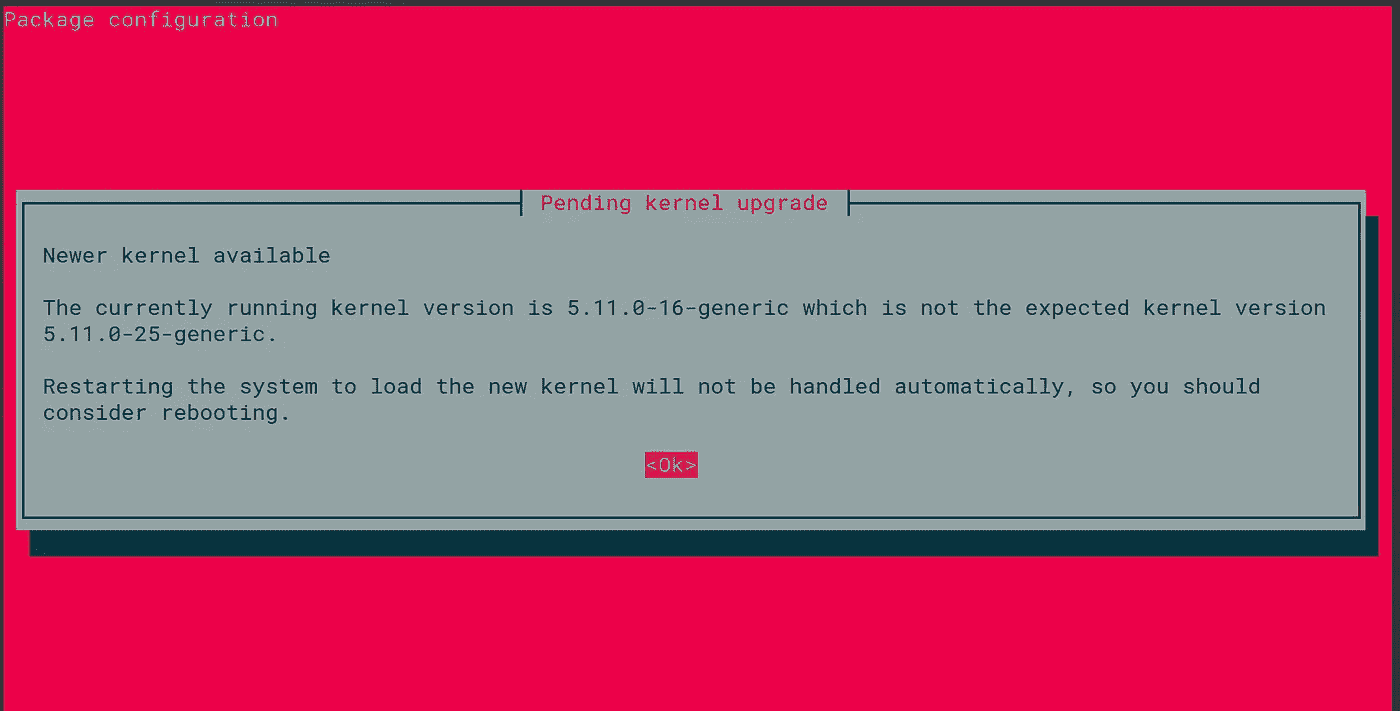 Package configuration
Pending kernel upgrade
Newer kernel available
The currently running kernel version is 5.11.0-16-generic which is not the expected kernel version
5.11.0-25-generic.
Restarting the system to load the new kernel will not be handled automatically, so you should
consider rebooting.
<Ok>